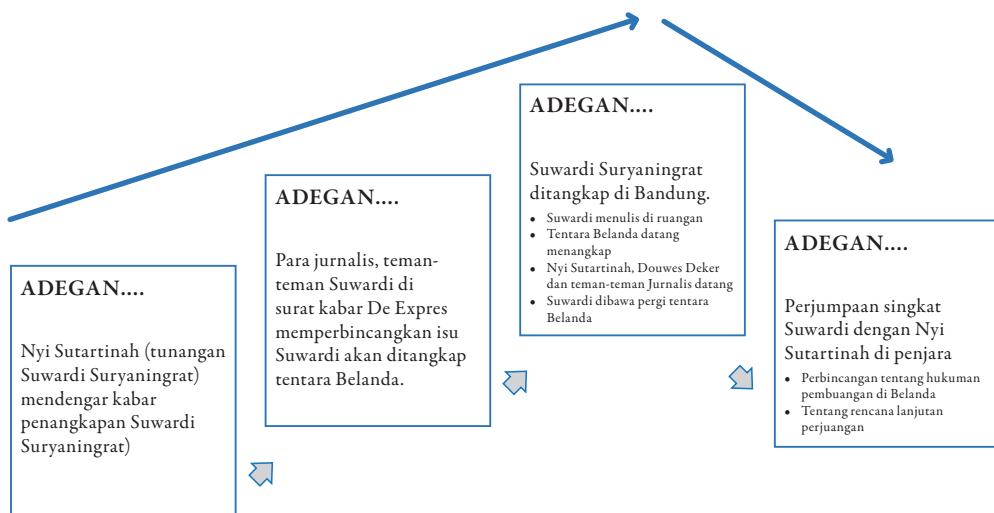 ADEGAN....
Nyi Sutartinah (tunangan
Suwardi Suryaningrat)
mendengar kabar
penangkapan Suwardi
Suryaningrat)
ADEGAN....
Para jurnalis, teman-
teman Suwardi di
surat kabar De Expres
memperbincangkan isu
Suwardi akan ditangkap
tentara Belanda.
ADEGAN....
Suwardi Suryaningrat
ditangkap di Bandung.
• Suwardi menulis di ruangan
• Tentara Belanda datang
menangkap
• Nyi Sutartinah, Douwes Deker
dan teman-teman Jurnalis datang
• Suwardi dibawa pergi tentara
Belanda
ADEGAN....
Perjumpaan singkat
Suwardi dengan Nyi
Sutartinah di penjara
• Perbincangan tentang hukuman
pembuangan di Belanda
• Tentang rencana lanjutan
perjuangan